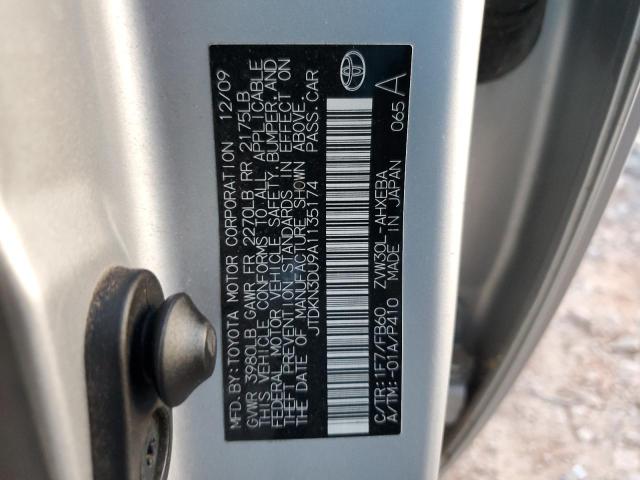 MFD. BY: TOYOTA MOTOR CORPORATION 12/09
GVWR 3980LB GAWR FR 2270LB RR 2175LB
THIS VEHICLE CONFORMS TO ALL APPLICABLE
FEDERAL MOTOR VEHICLE SAFETY, BUMPER, AND
THEFT PREVENTION STANDARDS IN EFFECT ON
THE DATE OF MANUFACTURE SHOWN ABOVE.
JTDKN3DU9A1135174 PASS.CAR
C/TR: 1F7/FB60 ZVW30L-AHXEBA 065 A
A/TM: -01A/P410 MADE IN JAPAN